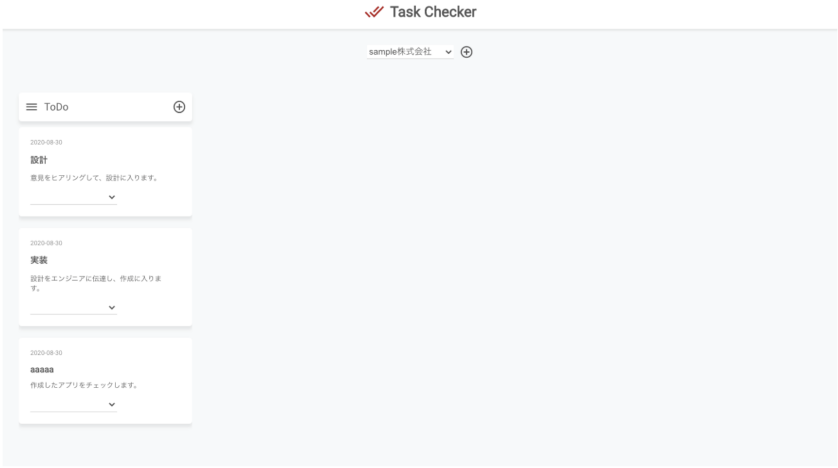 Task Checker
sample株式会社
ToDo
2020-08-30
設計
意見をヒアリングして、設計に入ります。
2020-08-30
実装
設計をエンジニアに伝達し、作成に入りま
す。
2020-08-30
aaaaa
作成したアプリをチェックします。